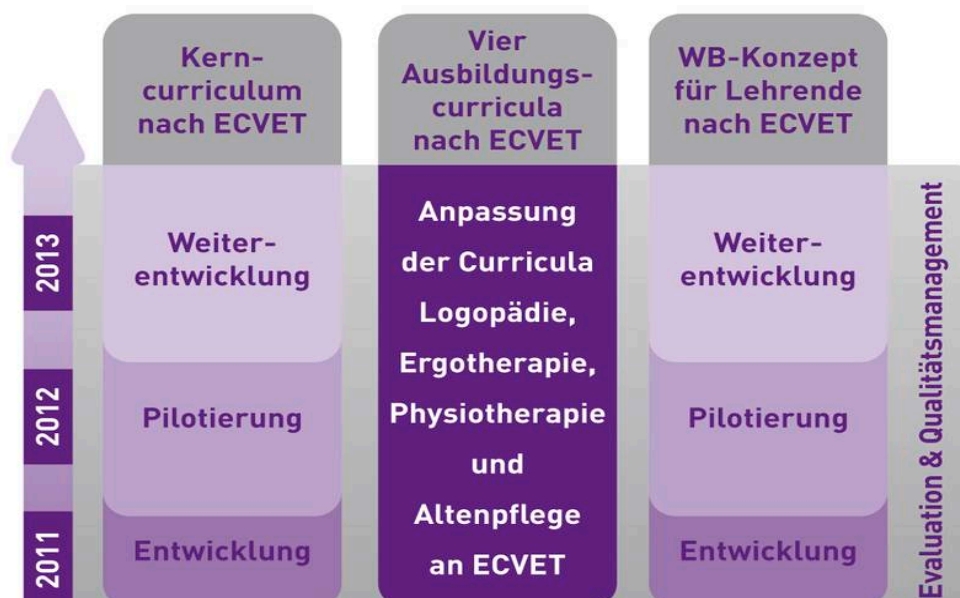 Kern-
curriculum
nach ECVET
Vier
Ausbildungs-
curricula
nach ECVET
WB-Konzept
für Lehrende
nach ECVET
2013
2012
2011
Weiter-
entwicklung
Pilotierung
Entwicklung
Anpassung
der Curricula
Logopädie,
Ergotherapie,
Physiotherapie
und
Altenpflege
an ECVET
Weiter-
entwicklung
Pilotierung
Entwicklung
Evaluation & Qualitätsmanagement